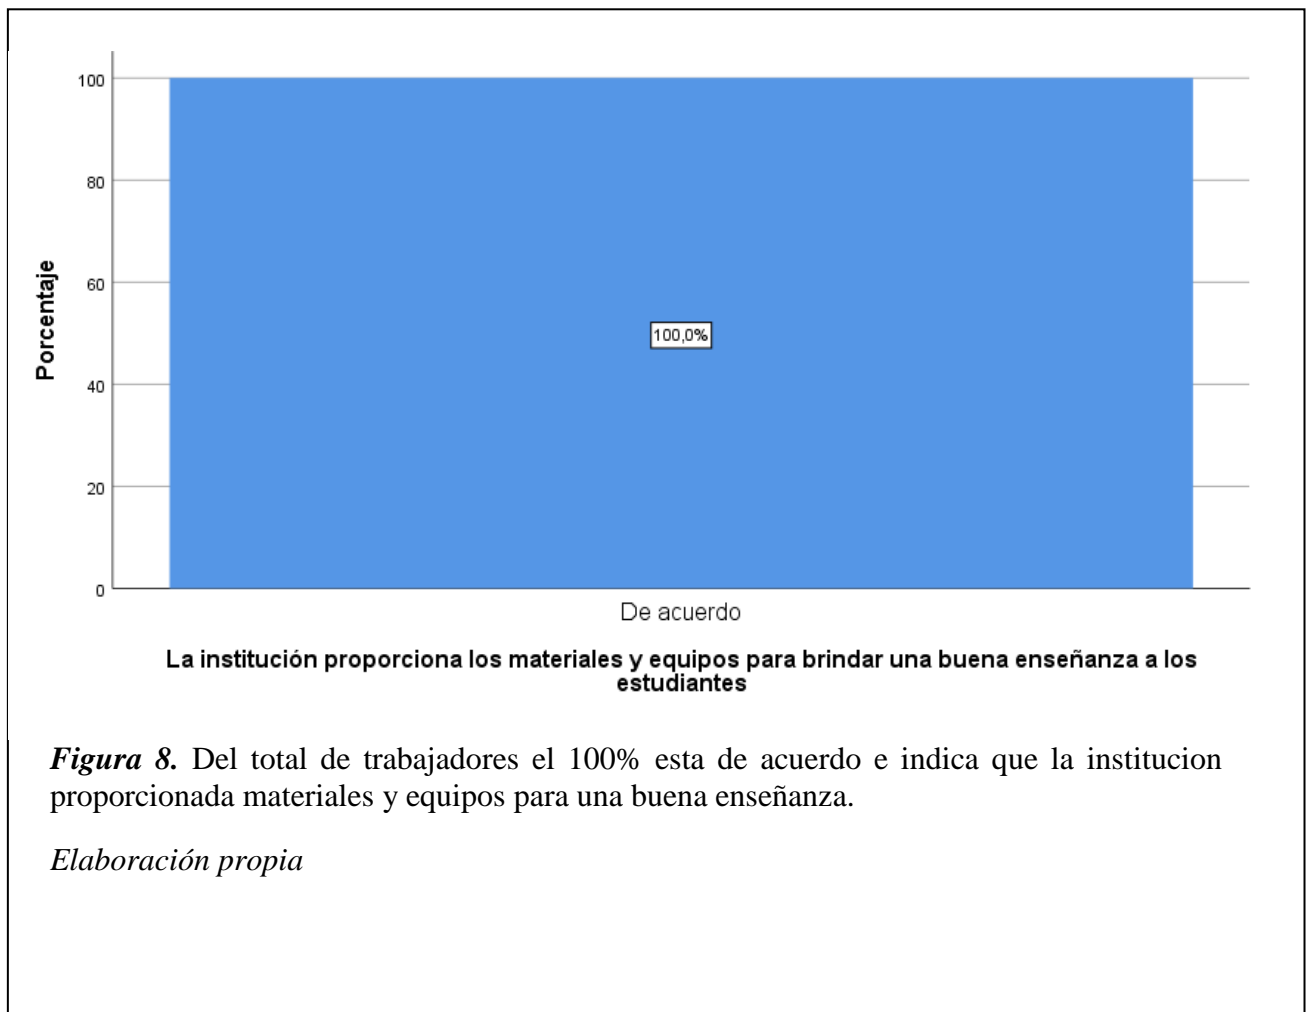 100
80
60
40
20
0
Porcentaje
100,0%
De acuerdo
La institución proporciona los materiales y equipos para brindar una buena enseñanza a los
estudiantes
Figura 8. Del total de trabajadores el 100% esta de acuerdo e indica que la institucion
proporcionada materiales y equipos para una buena enseñanza.
Elaboración propia